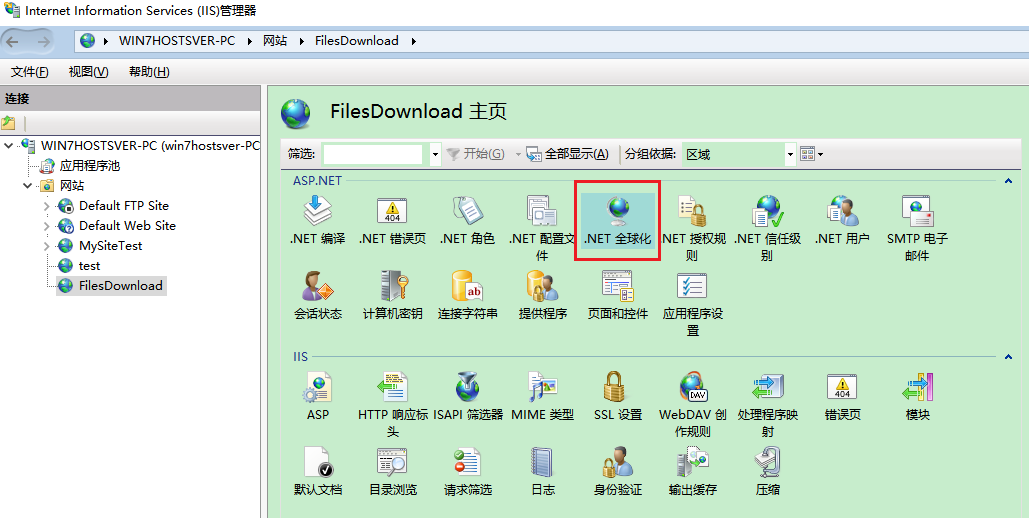 Internet Information Services (IIS)管理器
WIN7HOSTSVER-PC 网站 FilesDownload
文件(F) 视图(V) 帮助(H)
连接
WIN7HOSTSVER-PC (win7hostsver-PC
应用程序池
网站
Default FTP Site
Default Web Site
MySiteTest
test
FilesDownload
FilesDownload 主页
筛选: 开始(G) 全部显示(A) 分组依据: 区域
ASP.NET
.NET 编译 .NET 错误页 .NET 角色 .NET 配置文 .NET 全球化 .NET 授权规 .NET 信任级 .NET 用户 SMTP 电子
件 则 别 邮件
会话状态 计算机密钥 连接字符串 提供程序 页面和控件 应用程序设
置
IIS
ASP HTTP 响应标 ISAPI 筛选器 MIME 类型 SSL 设置 WebDAV 创 处理程序映 错误页 模块
头 作规则 射
默认文档 目录浏览 请求筛选 日志 身份验证 输出缓存 压缩
404
ab
DAV
404